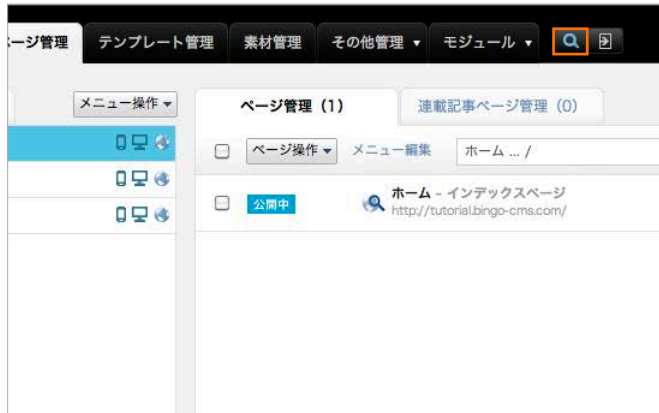 ページ管理 テンプレート管理 素材管理 その他管理 ▼ モジュール ▼
メニュー操作 ▼ ページ管理 (1) 連載記事ページ管理 (0)
ページ操作 ▼ メニュー編集 ホーム ... /
公開中 ホーム - インデックスページ
http://tutorial.bingo-cms.com/